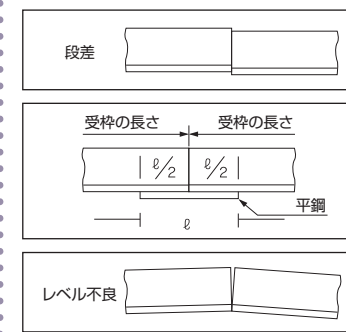 段差
受枠の長さ 受枠の長さ
ℓ/2 ℓ/2
平鋼
ℓ
レベル不良